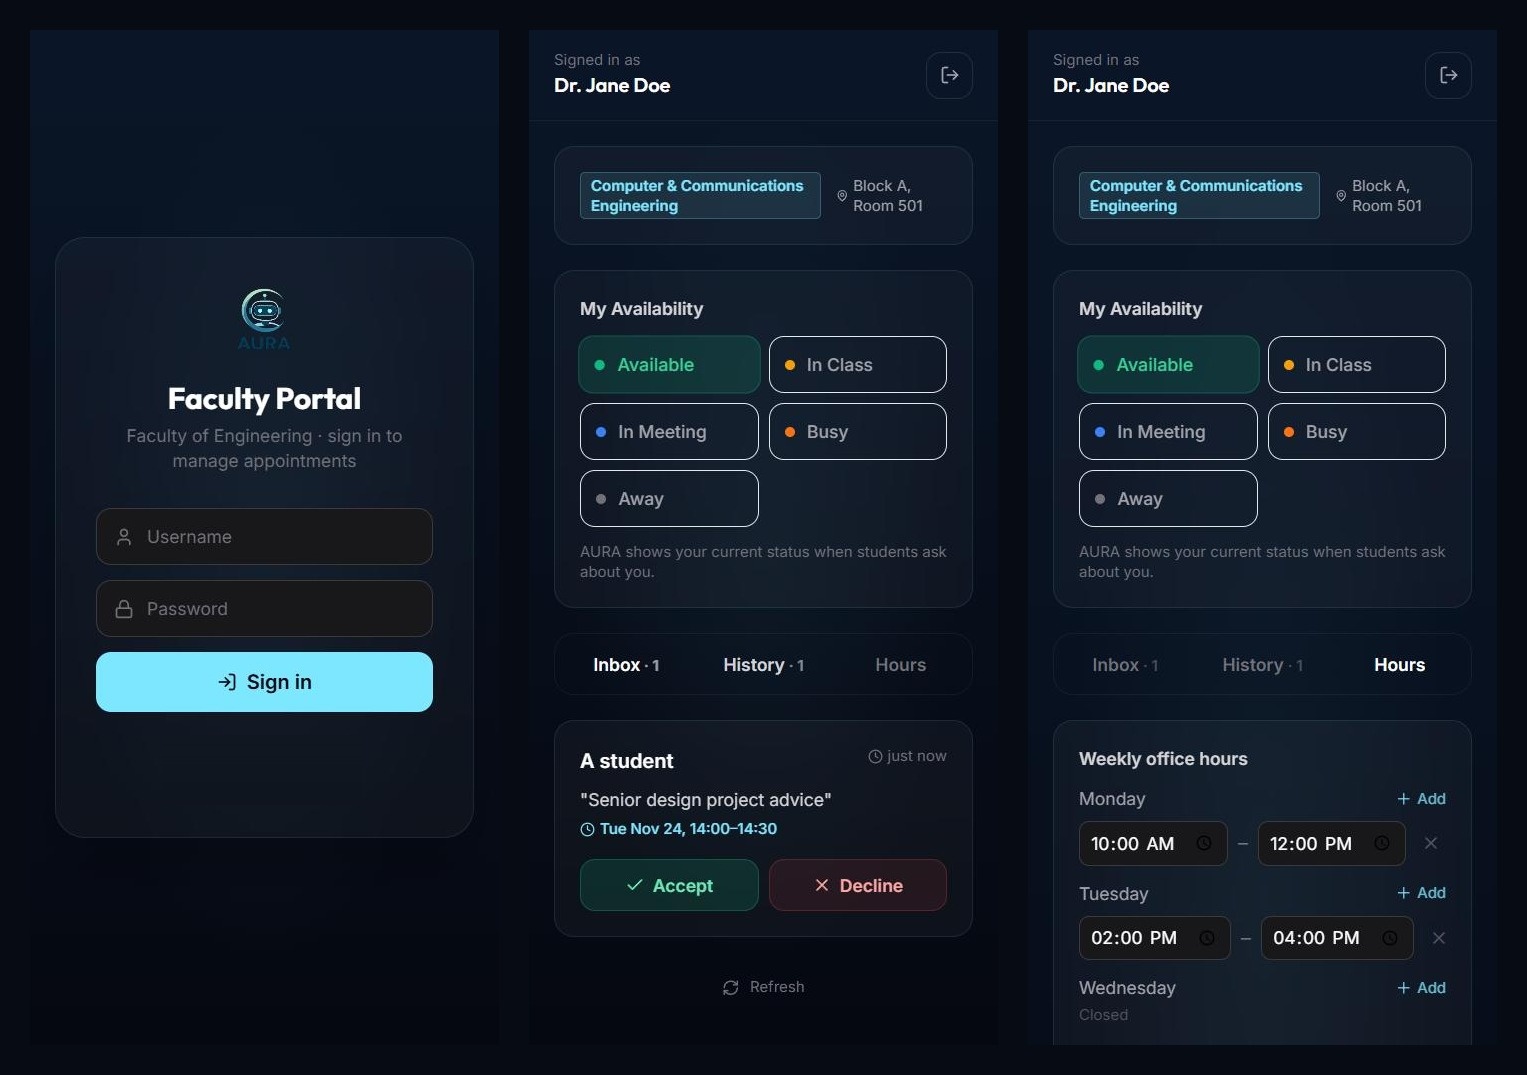 AURA
Faculty Portal
Faculty of Engineering · sign in to
manage appointments
Username
Password
Sign in
Signed in as
Dr. Jane Doe
Computer & Communications
Engineering
Block A,
Room 501
My Availability
Available
In Class
In Meeting
Busy
Away
AURA shows your current status when students ask
about you.
Inbox · 1
History · 1
Hours
A student
just now
"Senior design project advice"
Tue Nov 24, 14:00–14:30
Accept
Decline
Refresh
Signed in as
Dr. Jane Doe
Computer & Communications
Engineering
Block A,
Room 501
My Availability
Available
In Class
In Meeting
Busy
Away
AURA shows your current status when students ask
about you.
Inbox · 1
History · 1
Hours
Weekly office hours
Monday
+ Add
10:00 AM – 12:00 PM
Tuesday
+ Add
02:00 PM – 04:00 PM
Wednesday
+ Add
Closed